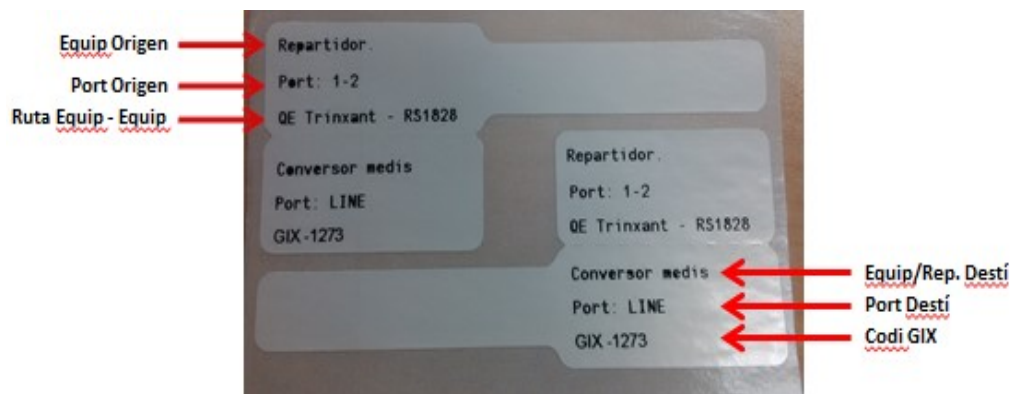 Equip Origen
Port Origen
Ruta Equip - Equip
Repartidor.
Port: 1-2
QE Trinxant - RS1828
Conversor medis
Port: LINE
GIX-1273
Repartidor.
Port: 1-2
QE Trinxant - RS1828
Conversor medis
Port: LINE
GIX-1273
Equip/Rep. Destí
Port Destí
Codi GIX